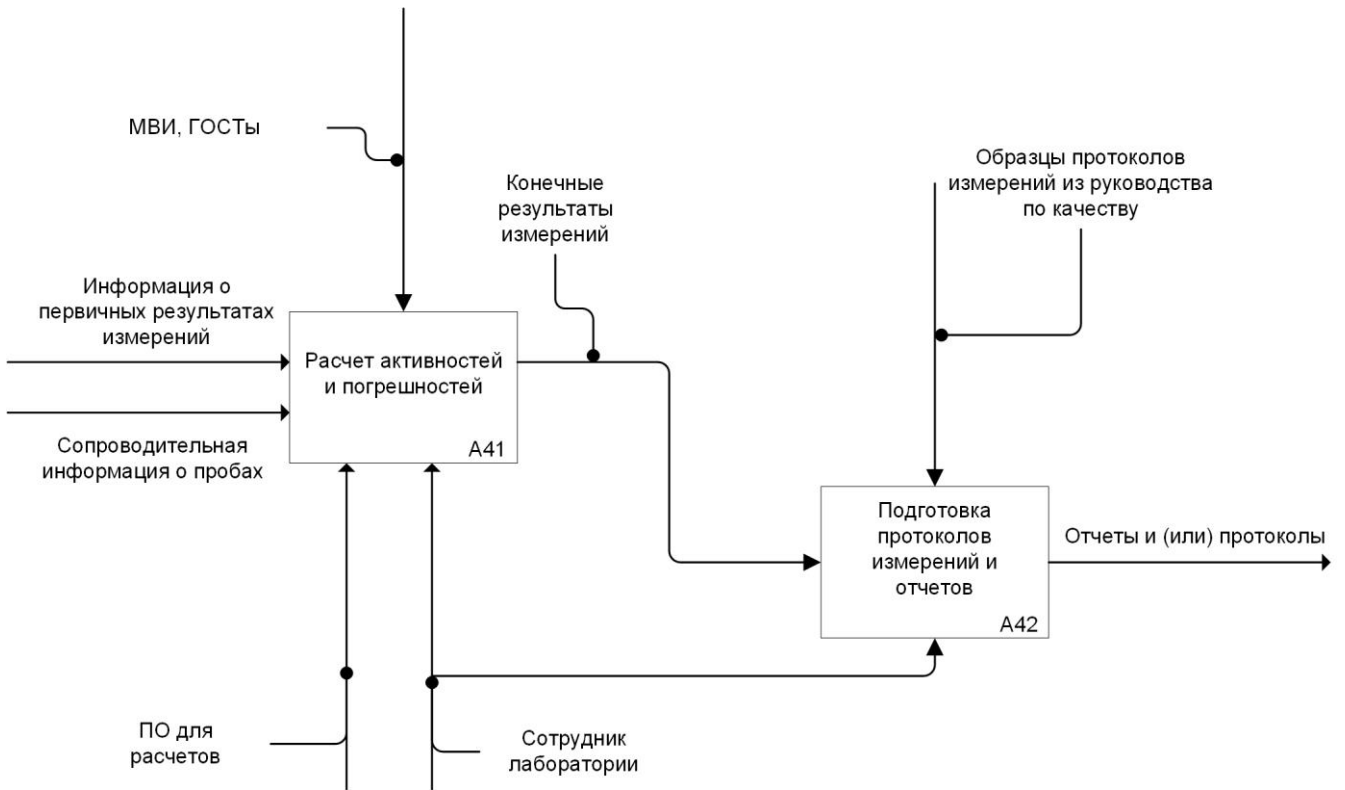 МВИ, ГОСТы
Конечные
результаты
измерений
Образцы протоколов
измерений из руководства
по качеству
Информация о
первичных результатах
измерений
Расчет активностей
и погрешностей
A41
Сопроводительная
информация о пробах
Подготовка
протоколов
измерений и
отчетов
A42
Отчеты и (или) протоколы
ПО для
расчетов
Сотрудник
лаборатории